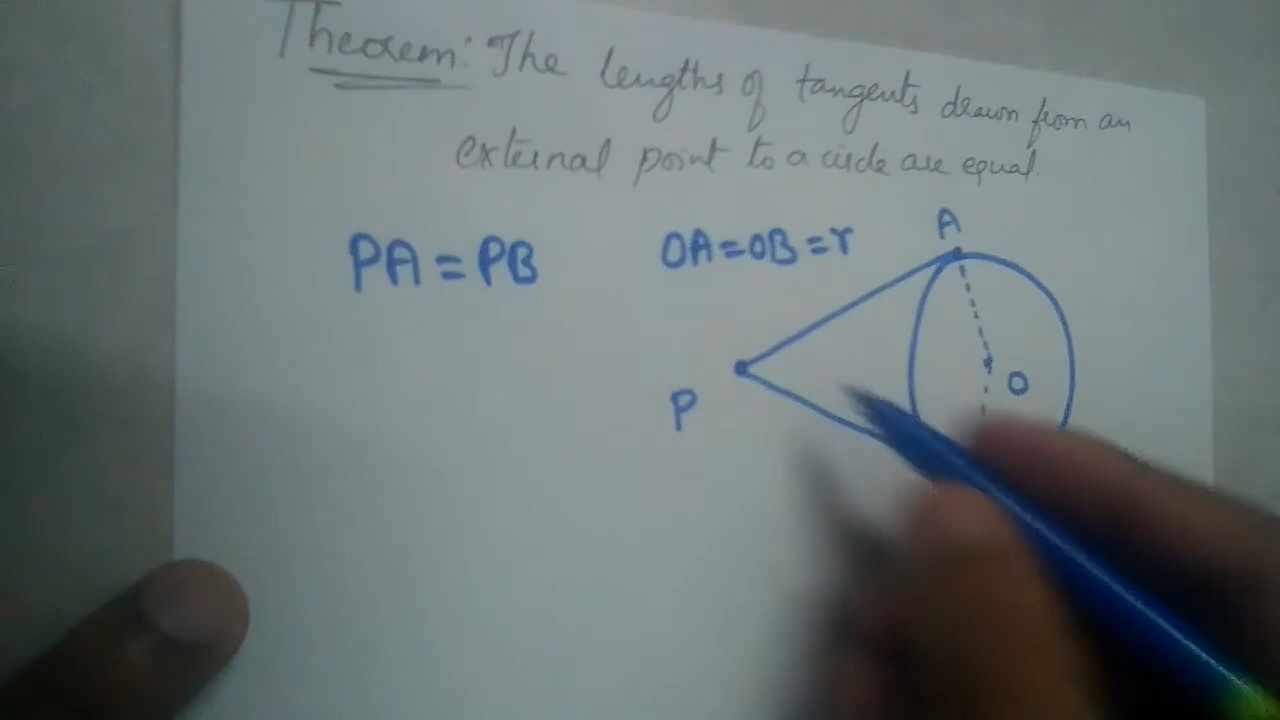 Theorem: The lengths of tangents drawn from an
external point to a circle are equal.
PA = PB
OA = OB = r
A
O
P